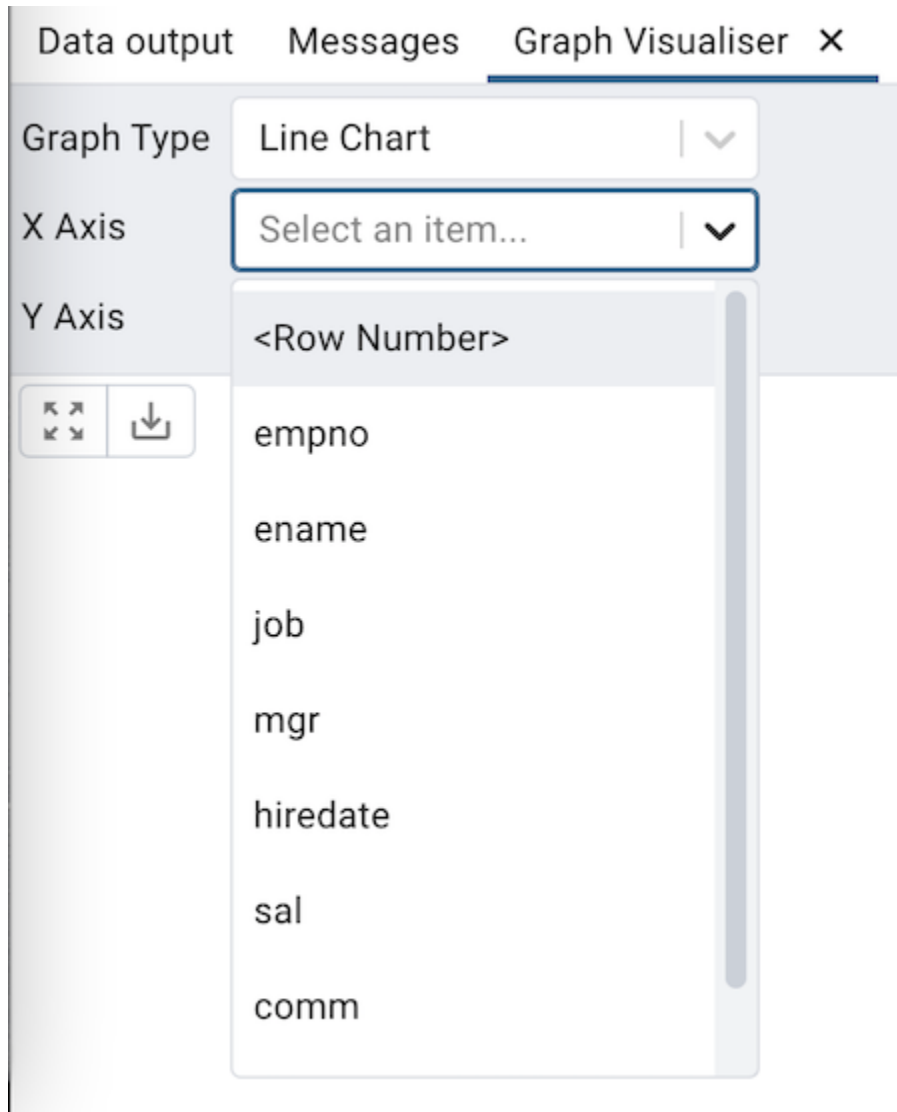 Data output Messages Graph Visualiser ×
Graph Type Line Chart
X Axis Select an item...
Y Axis
<Row Number>
empno
ename
job
mgr
hiredate
sal
comm